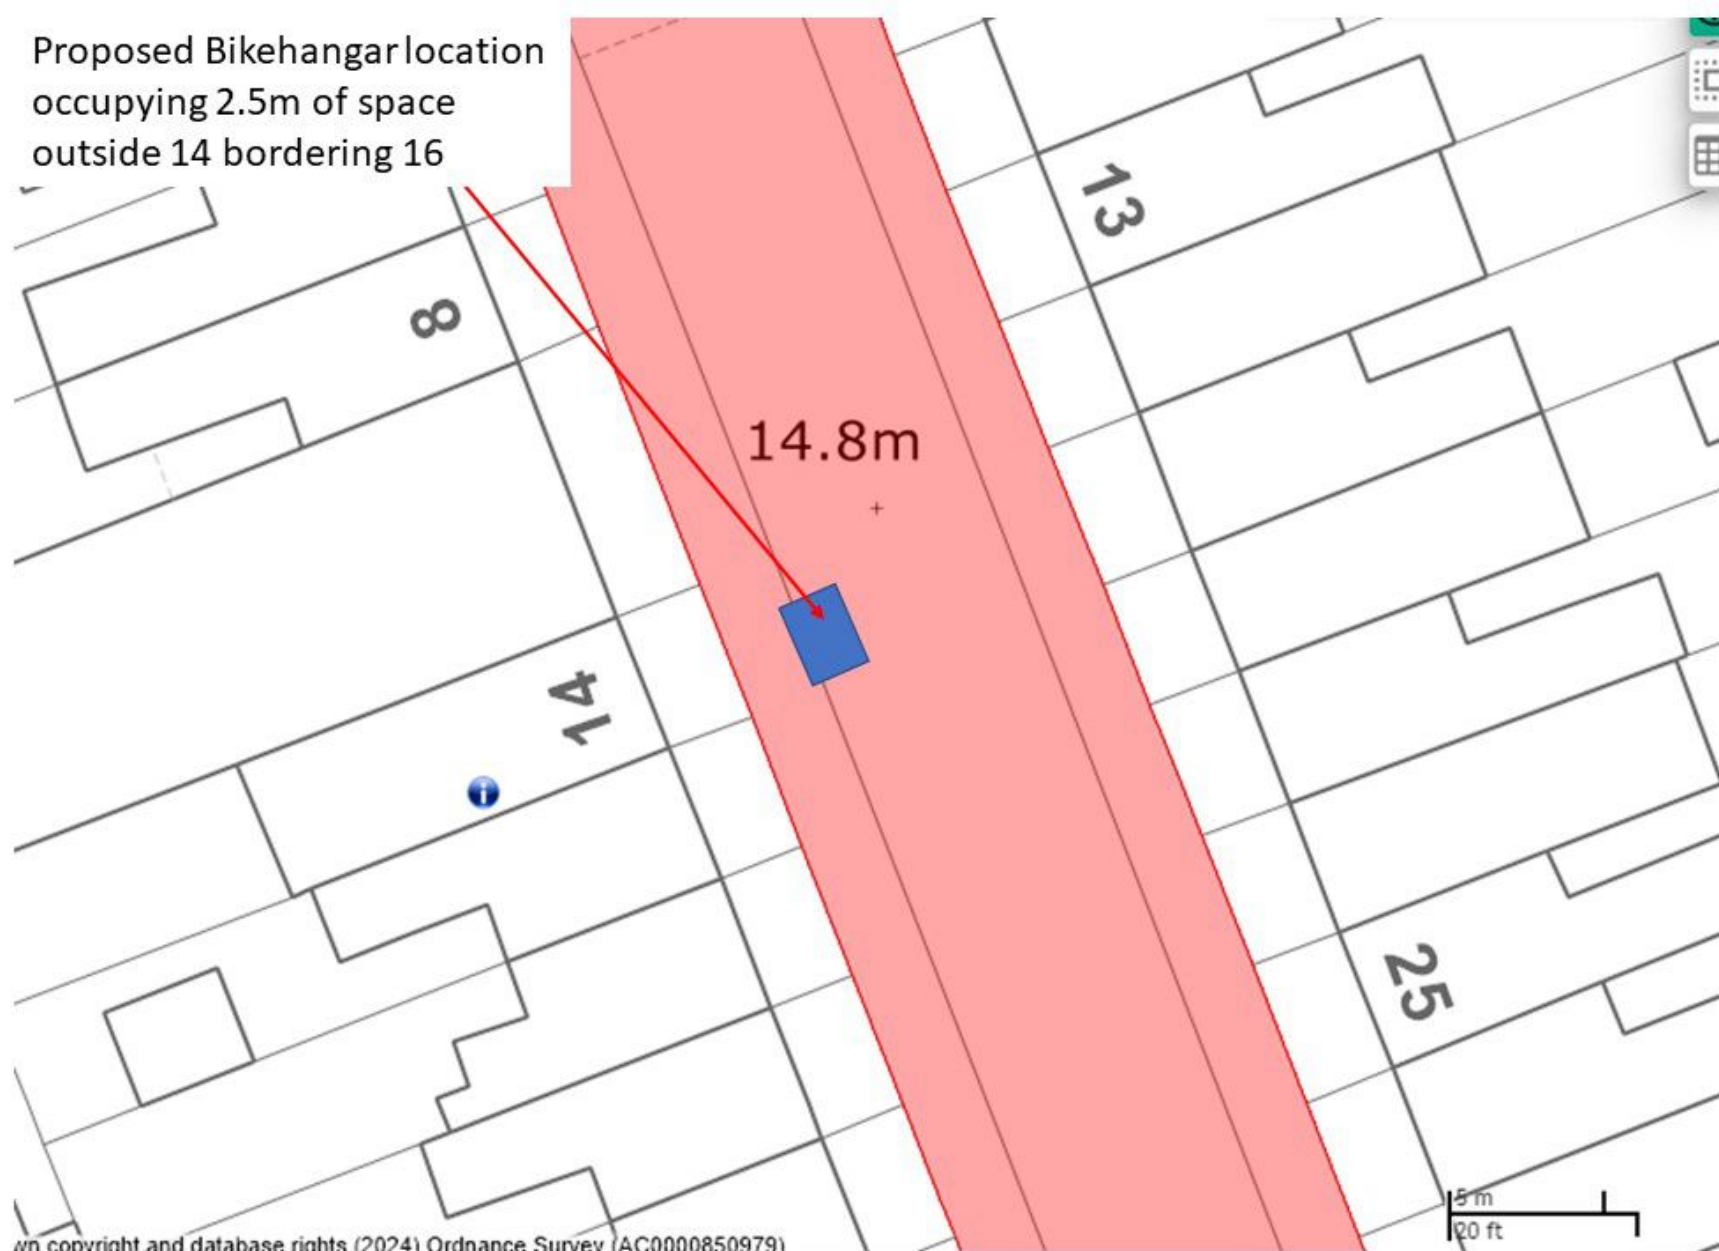 Proposed Bikehangar location
occupying 2.5m of space
outside 14 bordering 16
13
8
14.8m
14
25
5 m
20 ft
copyright and database rights (2024) Ordnance Survey (AC0000850979)